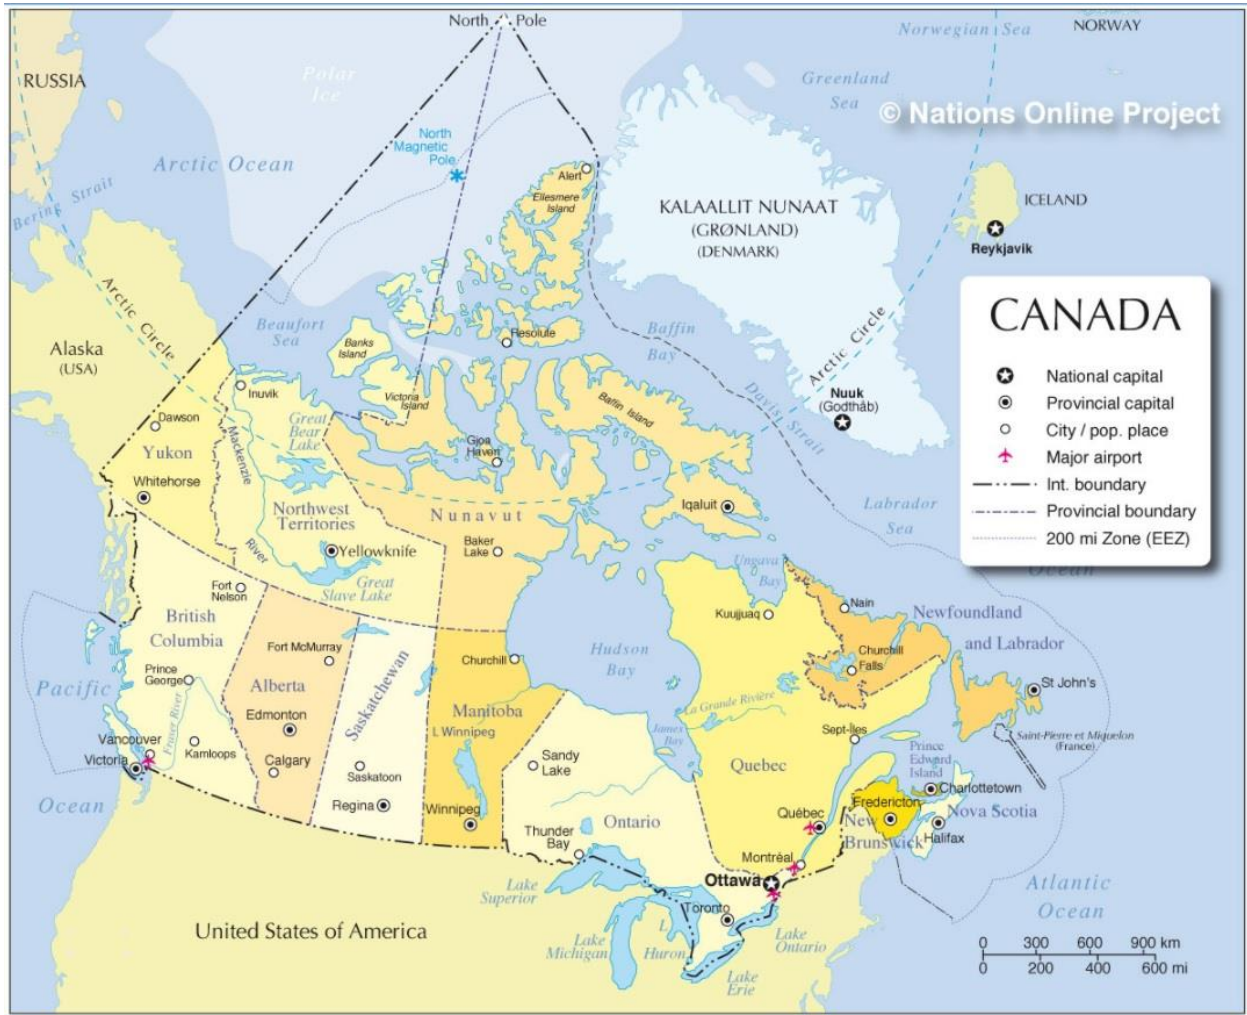 North Pole
Norwegian Sea
NORWAY
RUSSIA
Polar
Ice
Greenland
Sea
© Nations Online Project
North
Magnetic
Pole
Arctic Ocean
Alert
Ellesmere
Island
Bering Strait
KALAALLIT NUNAAT
(GRØNLAND)
(DENMARK)
ICELAND
Reykjavik
Arctic Circle
Beaufort
Sea
Resolute
Baffin
Bay
Arctic Circle
CANADA
National capital
Provincial capital
City / pop. place
Major airport
Int. boundary
Provincial boundary
200 mi Zone (EEZ)
Ocean
Alaska
(USA)
Banks
Island
Victoria
Island
Baffin Island
Davis Strait
Nuuk
(Godthåb)
Inuvik
Dawson
Great
Bear
Lake
Mackenzie
River
Gjoa
Haven
Yukon
Whitehorse
Northwest
Territories
Nunavut
Iqaluit
Labrador
Sea
Yellowknife
Baker
Lake
Great
Slave Lake
Ungava
Bay
Fort
Nelson
British
Columbia
Kuujjuaq
Nain
Newfoundland
and Labrador
Fort McMurray
Churchill
Hudson
Bay
Churchill
Falls
Prince
George
Alberta
Saskatchewan
Pacific
Ocean
Fraser River
Edmonton
Manitoba
L Winnipeg
La Grande Rivière
James
Bay
St John's
Sept-Îles
Saint-Pierre et Miquelon
(France)
Vancouver
Victoria
Kamloops
Calgary
Saskatoon
Sandy
Lake
Quebec
Prince
Edward
Island
Charlottetown
Regina
Winnipeg
Ontario
Québec
Fredericton
New
Brunswick
Nova Scotia
Halifax
Thunder
Bay
Montréal
Ottawa
Toronto
Lake
Superior
Lake
Michigan
L
Huron
Lake
Ontario
Lake
Erie
United States of America
Atlantic
Ocean
0 300 600 900 km
0 200 400 600 mi